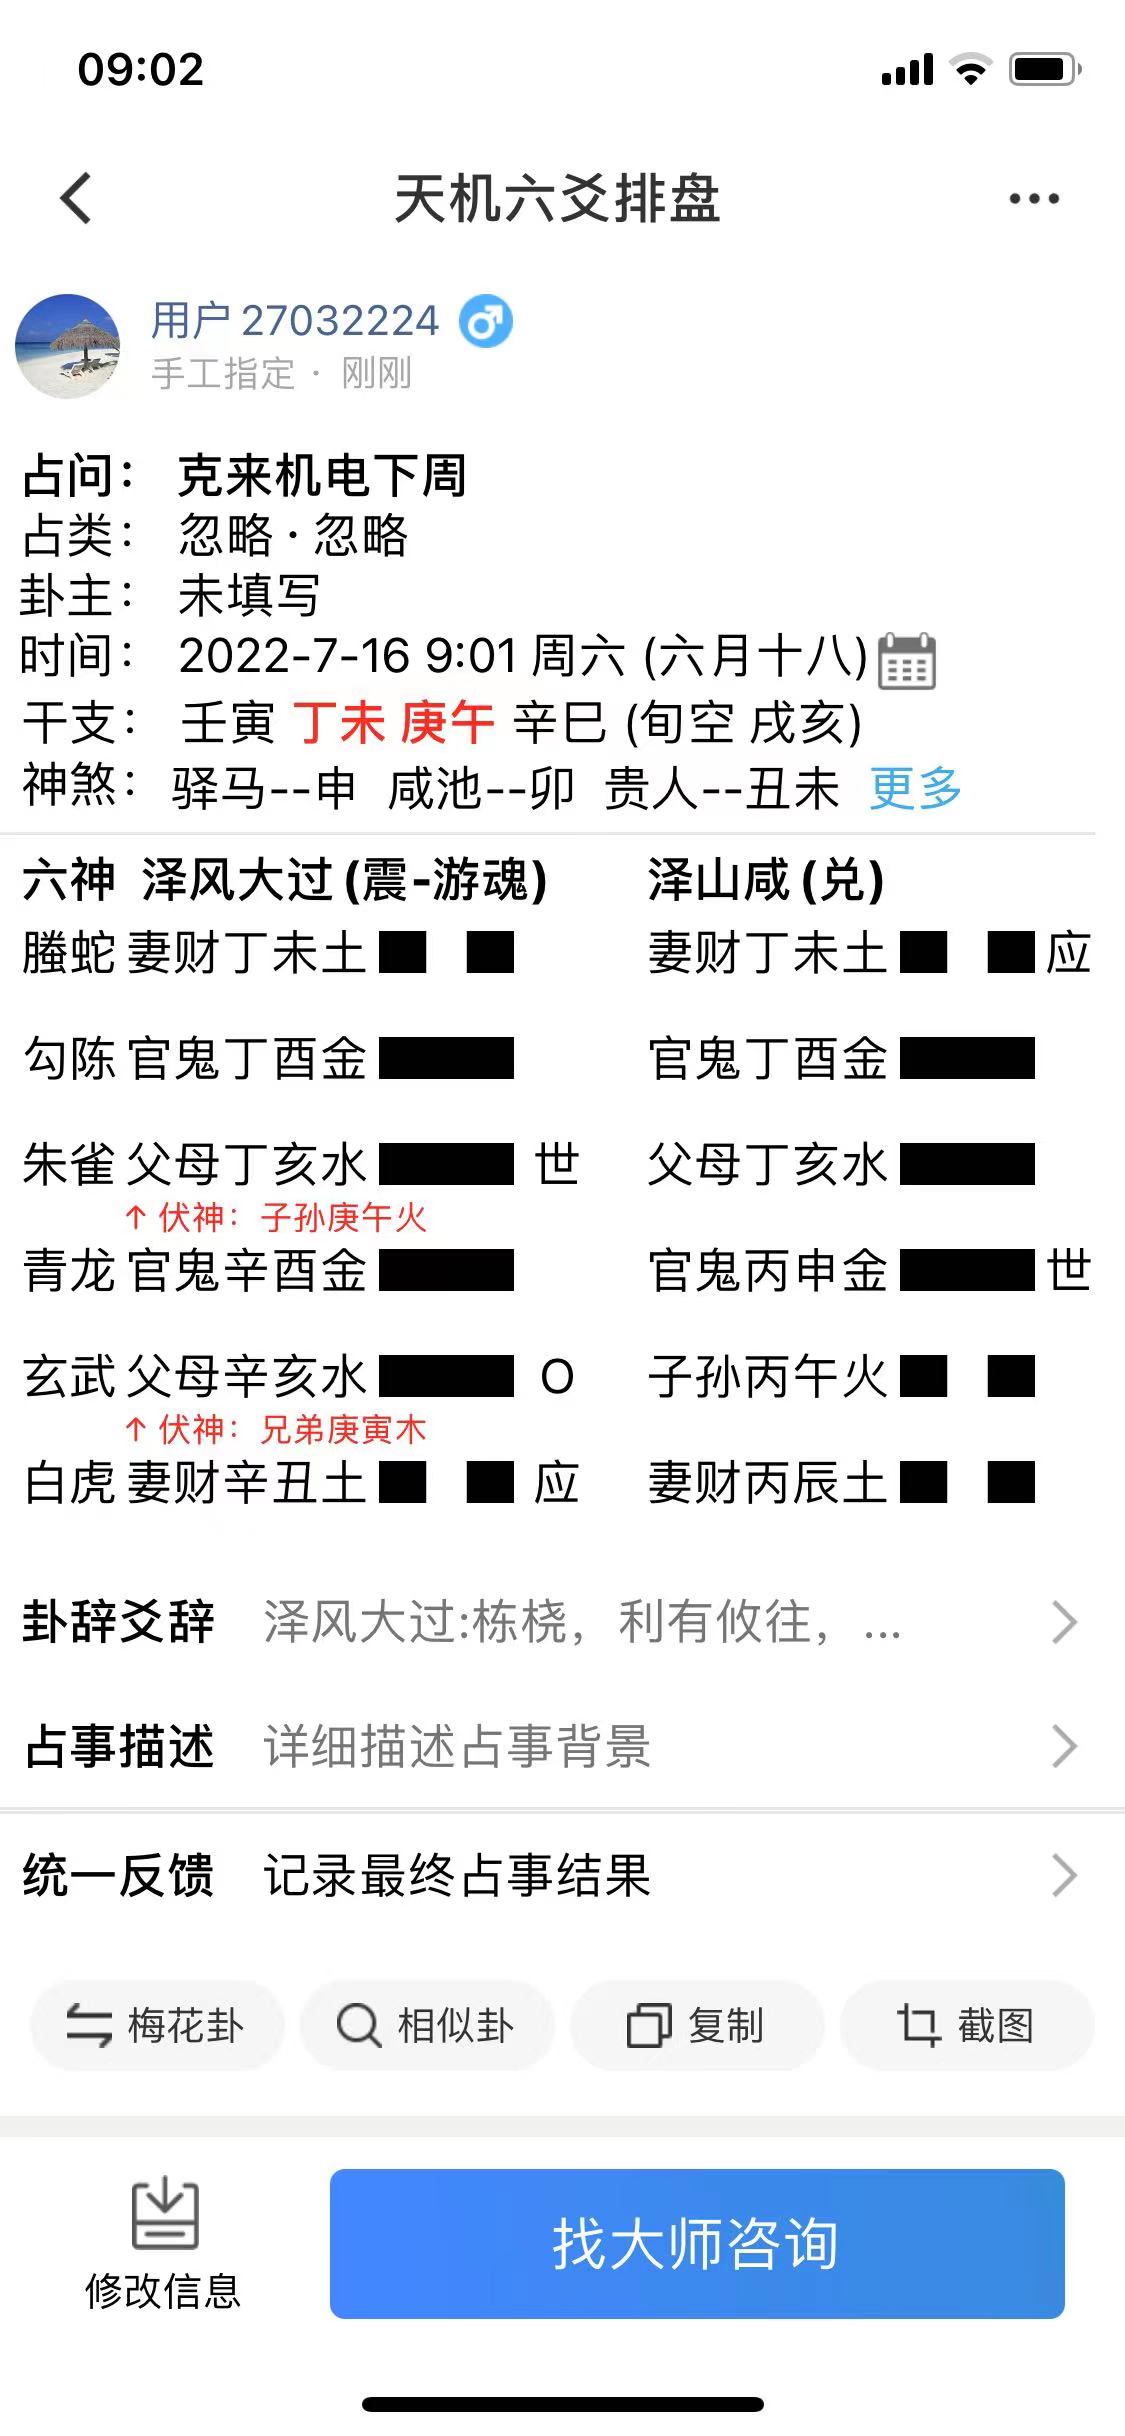 09:02
天机六爻排盘
用户27032224
手工指定 · 刚刚
占问： 克来机电下周
占类： 忽略 · 忽略
卦主： 未填写
时间： 2022-7-16 9:01 周六 (六月十八)
干支： 壬寅 丁未 庚午 辛巳 (旬空 戌亥)
神煞： 驿马--申 咸池--卯 贵人--丑未 更多
六神 泽风大过(震-游魂) 泽山咸(兑)
螣蛇 妻财丁未土 妻财丁未土 应
勾陈 官鬼丁酉金 官鬼丁酉金
朱雀 父母丁亥水 世 父母丁亥水
↑ 伏神：子孙庚午火
青龙 官鬼辛酉金 官鬼丙申金 世
玄武 父母辛亥水 O 子孙丙午火
↑ 伏神：兄弟庚寅木
白虎 妻财辛丑土 应 妻财丙辰土
卦辞爻辞 泽风大过:栋桡，利有攸往，...
占事描述 详细描述占事背景
统一反馈 记录最终占事结果
梅花卦 相似卦 复制 截图
修改信息 找大师咨询